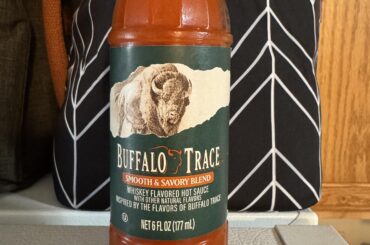 BUFFALO TRACE
SMOOTH & SAVORY BLEND
WHISKEY FLAVORED HOT SAUCE
WITH OTHER NATURAL FLAVORS
INSPIRED BY THE FLAVORS OF BUFFALO TRACE
NET 6 FL OZ (177 mL)